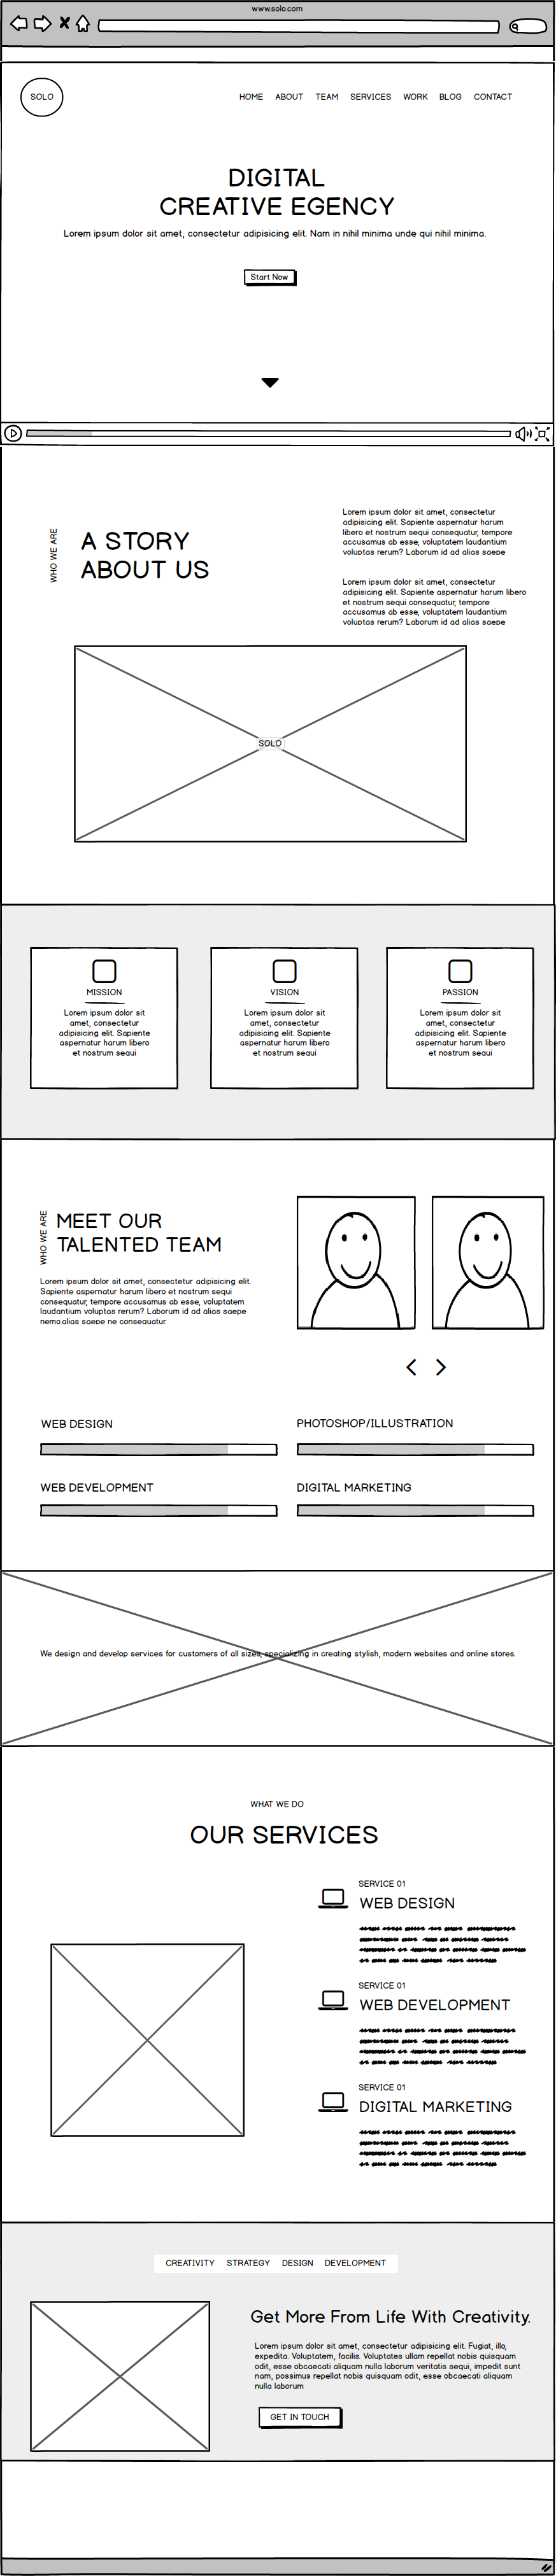 www.solo.com
SOLO
HOME ABOUT TEAM SERVICES WORK BLOG CONTACT
DIGITAL
CREATIVE EGENCY
Lorem ipsum dolor sit amet, consectetur adipisicing elit. Nam in nihil minima unde qui nihil minima.
Start Now
WHO WE ARE
A STORY
ABOUT US
Lorem ipsum dolor sit amet, consectetur
adipisicing elit. Sapiente aspernatur harum
libero et nostrum sequi consequatur, tempore
accusamus ab esse, voluptatem laudantium
voluptas rerum? Laborum id ad alias saepe
Lorem ipsum dolor sit amet, consectetur
adipisicing elit. Sapiente aspernatur harum libero
et nostrum sequi consequatur, tempore
accusamus ab esse, voluptatem laudantium
voluptas rerum? Laborum id ad alias saepe
SOLO
MISSION
Lorem ipsum dolor sit
amet, consectetur
adipisicing elit. Sapiente
aspernatur harum libero
et nostrum sequi
VISION
Lorem ipsum dolor sit
amet, consectetur
adipisicing elit. Sapiente
aspernatur harum libero
et nostrum sequi
PASSION
Lorem ipsum dolor sit
amet, consectetur
adipisicing elit. Sapiente
aspernatur harum libero
et nostrum sequi
WHO WE ARE
MEET OUR
TALENTED TEAM
Lorem ipsum dolor sit amet, consectetur adipisicing elit.
Sapiente aspernatur harum libero et nostrum sequi
consequatur, tempore accusamus ab esse, voluptatem
laudantium voluptas rerum? Laborum id ad alias saepe
nemo alias saepe ne consequatur.
WEB DESIGN
PHOTOSHOP/ILLUSTRATION
WEB DEVELOPMENT
DIGITAL MARKETING
We design and develop services for customers of all sizes, specializing in creating stylish, modern websites and online stores.
WHAT WE DO
OUR SERVICES
SERVICE 01
WEB DESIGN
SERVICE 01
WEB DEVELOPMENT
SERVICE 01
DIGITAL MARKETING
CREATIVITY STRATEGY DESIGN DEVELOPMENT
Get More From Life With Creativity.
Lorem ipsum dolor sit amet, consectetur adipisicing elit. Fugiat, illo,
expedita. Voluptatem, facilis. Voluptates ullam repellat nobis quisquam
odit, esse obcaecati aliquam nulla laborum veritatis sequi, impedit sunt
nam, possimus repellat nobis quisquam odit, esse obcaecati aliquam
nulla laborum
GET IN TOUCH